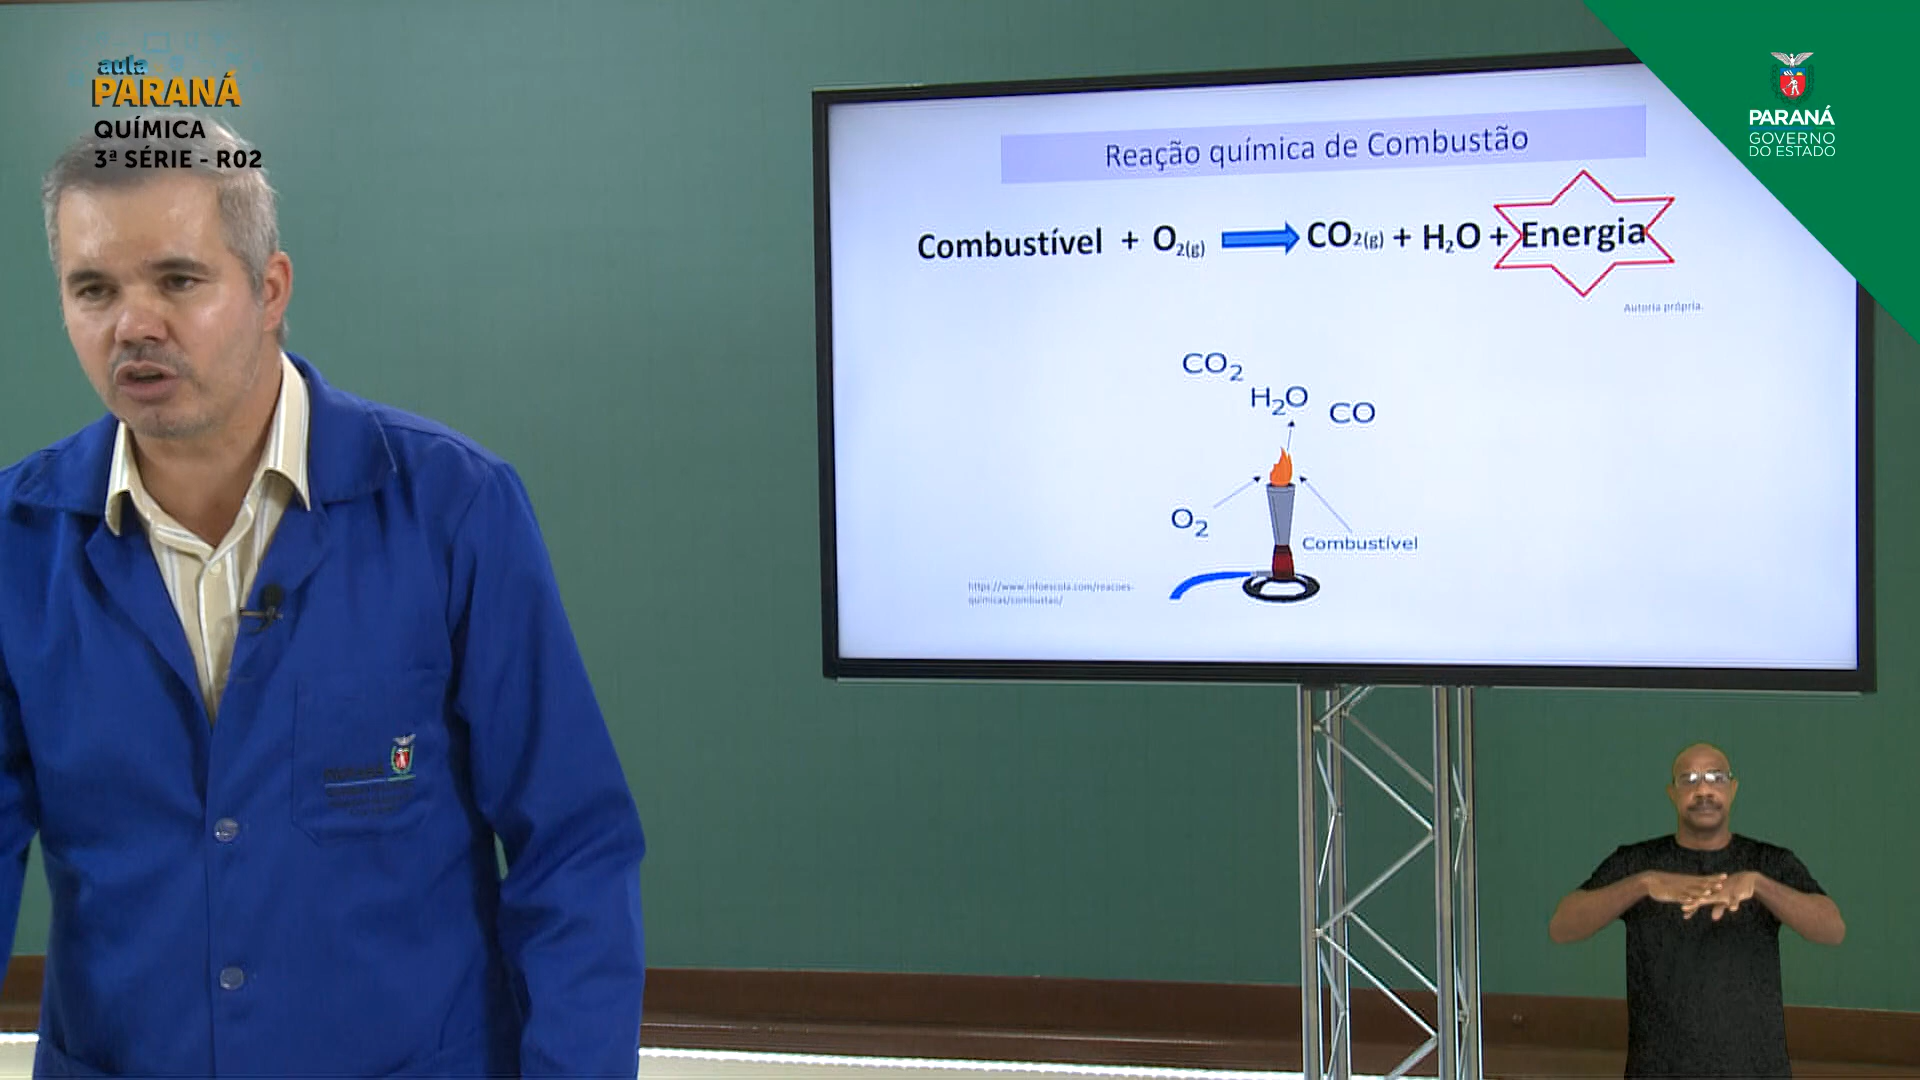 aula
PARANÁ
QUÍMICA
3ª SÉRIE - R02
PARANÁ
GOVERNO
DO ESTADO
Reação química de Combustão
Combustível + O2(g) CO2(g) + H2O + Energia
Autoria própria.
CO2
H2O
CO
O2
Combustível
https://www.infoescola.com/reacoes-
quimicas/combustao/